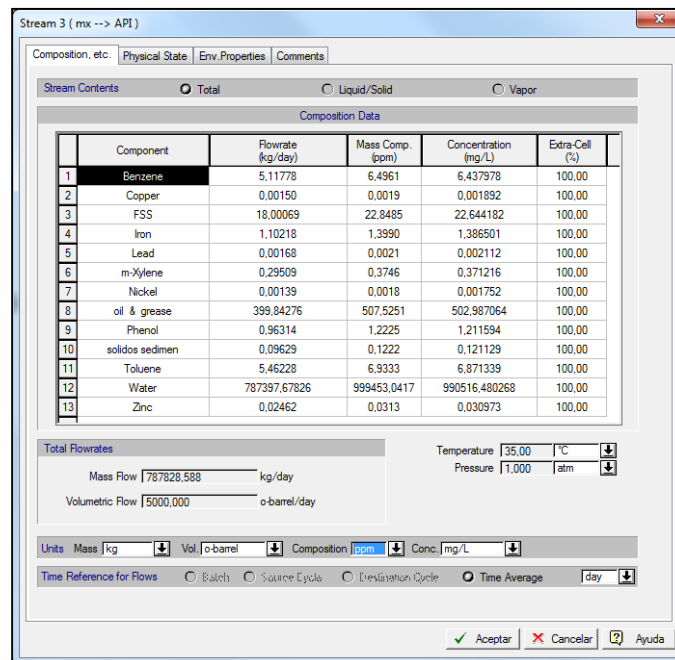 Stream 3 ( mx --> API )
Composition, etc. Physical State Env.Properties Comments
Stream Contents Total Liquid/Solid Vapor
Composition Data
Component Flowrate (kg/day) Mass Comp. (ppm) Concentration (mg/L) Extra-Cell (%)
1 Benzene 5,11778 6,4961 6,437978 100,00
2 Copper 0,00150 0,0019 0,001892 100,00
3 FSS 18,00069 22,8485 22,644182 100,00
4 Iron 1,10218 1,3990 1,386501 100,00
5 Lead 0,00168 0,0021 0,002112 100,00
6 m-Xylene 0,29509 0,3746 0,371216 100,00
7 Nickel 0,00139 0,0018 0,001752 100,00
8 oil & grease 399,84276 507,5251 502,987064 100,00
9 Phenol 0,96314 1,2225 1,211594 100,00
10 solidos sedimen 0,09629 0,1222 0,121129 100,00
11 Toluene 5,46228 6,9333 6,871339 100,00
12 Water 787397,67826 999453,0417 990516,480268 100,00
13 Zinc 0,02462 0,0313 0,030973 100,00
Total Flowrates
Temperature 35,00 °C
Mass Flow 787828,588 kg/day
Pressure 1,000 atm
Volumetric Flow 5000,000 o-barrel/day
Units Mass kg Vol. o-barrel Composition ppm Conc. mg/L
Time Reference for Flows Batch Source Cycle Destination Cycle Time Average day
Aceptar Cancelar Ayuda